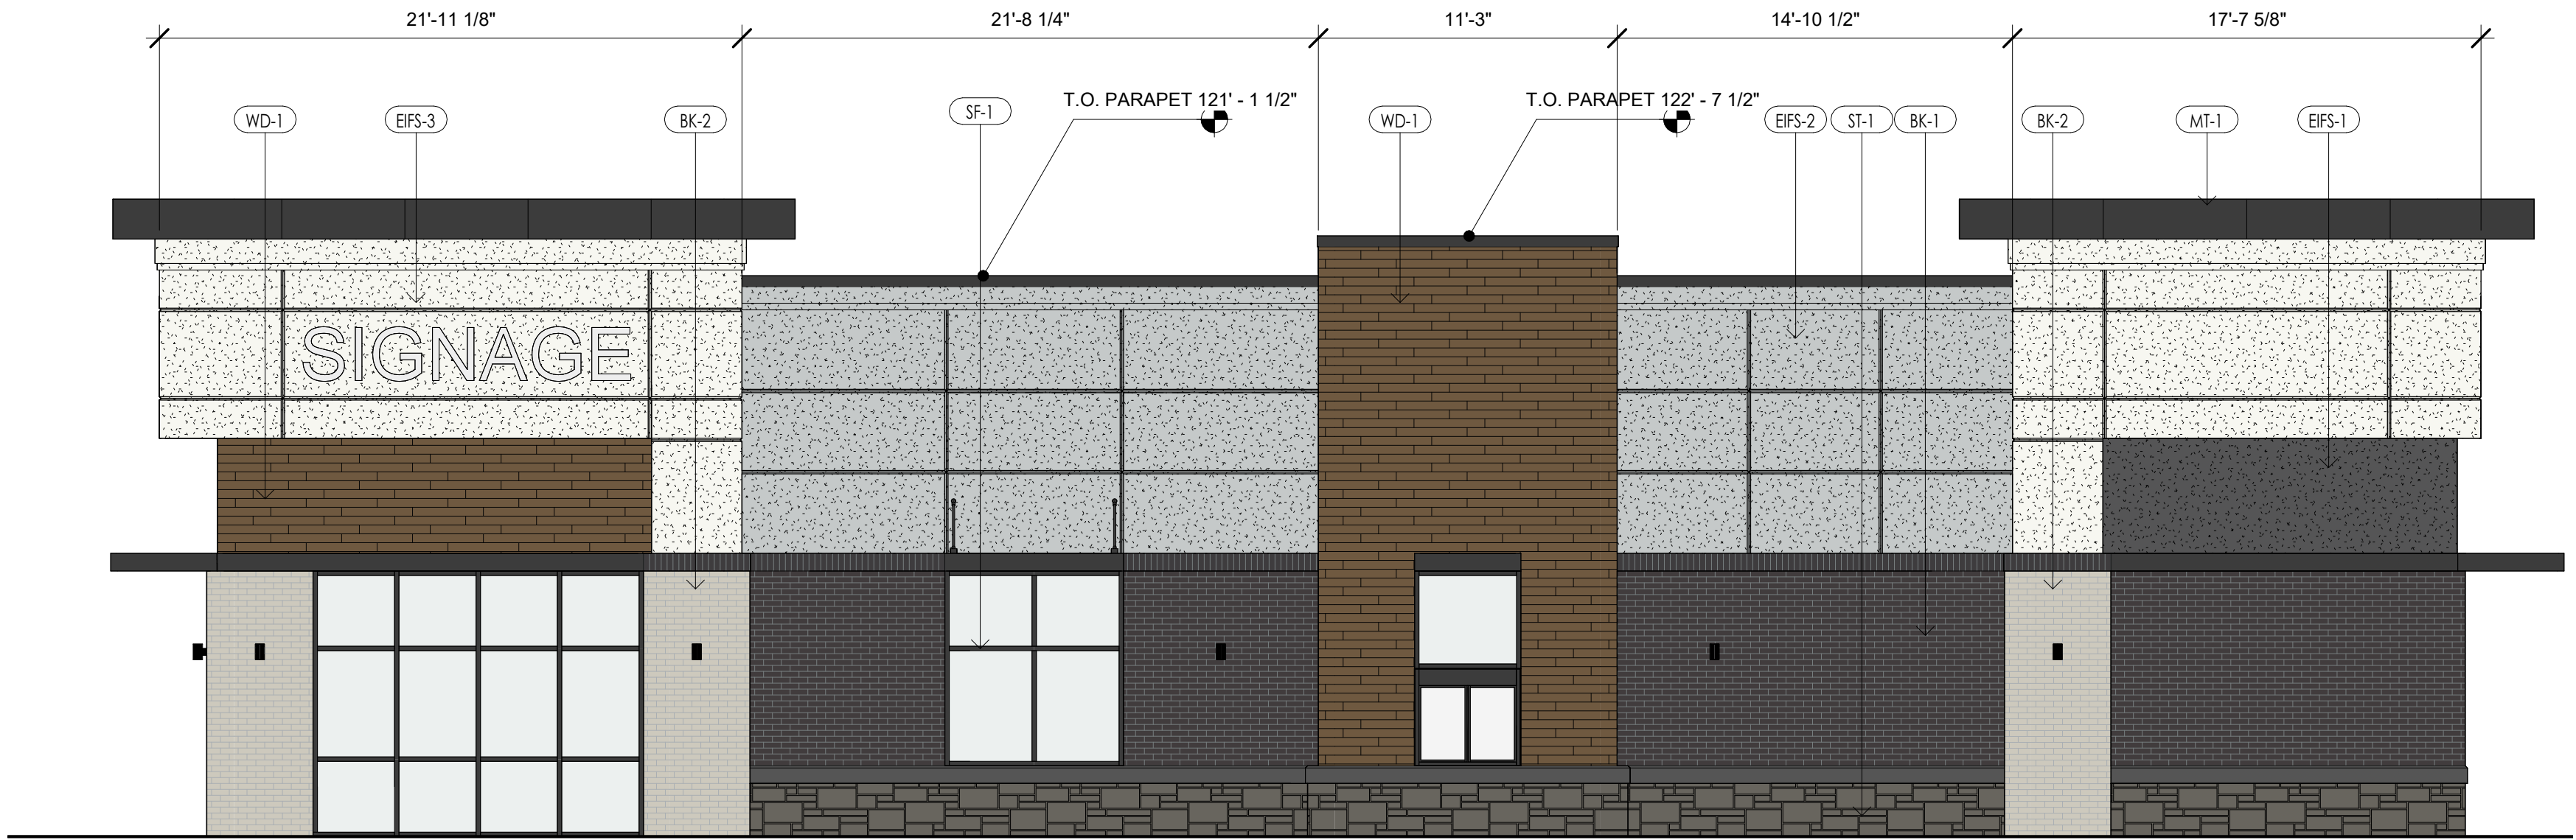 21'-11 1/8"
21'-8 1/4"
11'-3"
14'-10 1/2"
17'-7 5/8"
T.O. PARAPET 121' - 1 1/2"
T.O. PARAPET 122' - 7 1/2"
WD-1
EIFS-3
BK-2
SF-1
WD-1
EIFS-2
ST-1
BK-1
BK-2
MT-1
EIFS-1
SIGNAGE